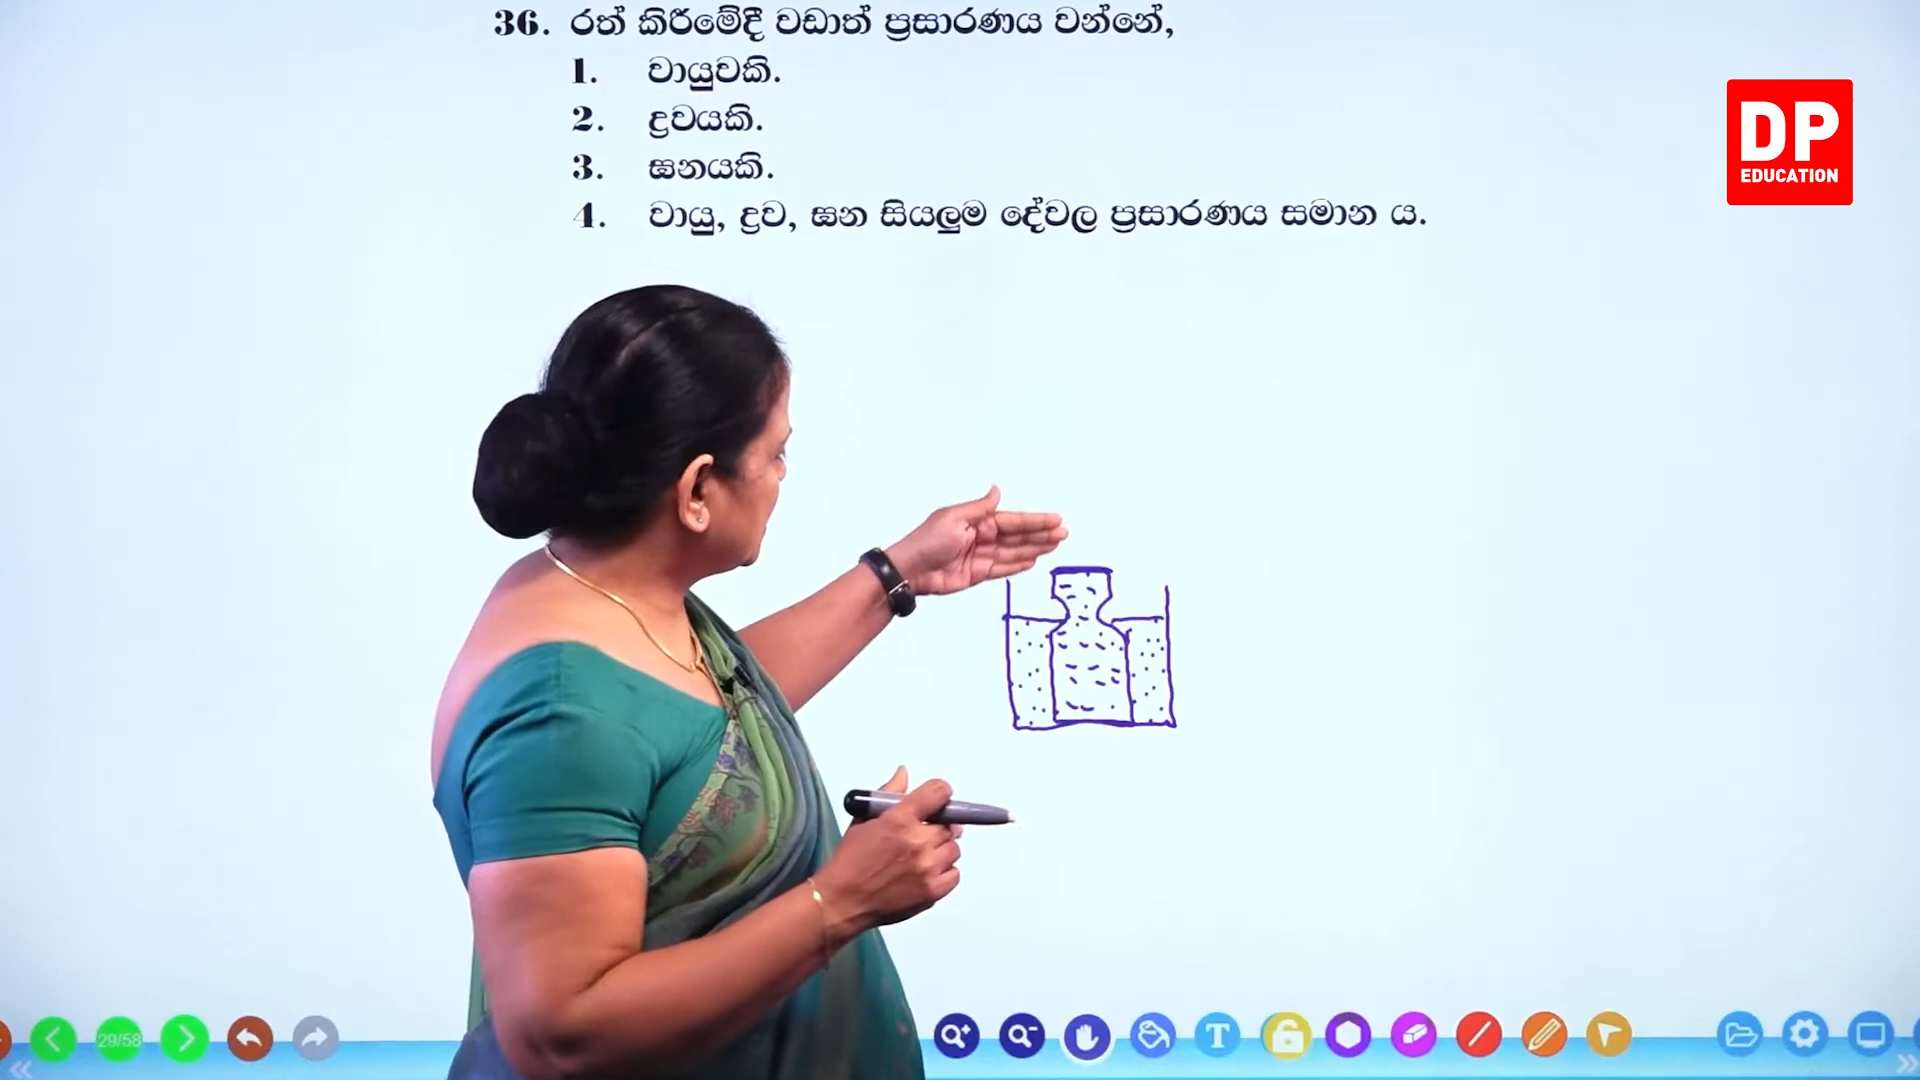 36. රත් කිරීමේදී වඩාත් ප්‍රසාරණය වන්නේ,
1. වායුවකි.
2. ද්‍රවයකි.
3. ඝනයකි.
4. වායු, ද්‍රව, ඝන සියලුම දේවල ප්‍රසාරණය සමාන ය.
DP
EDUCATION
29/58
T